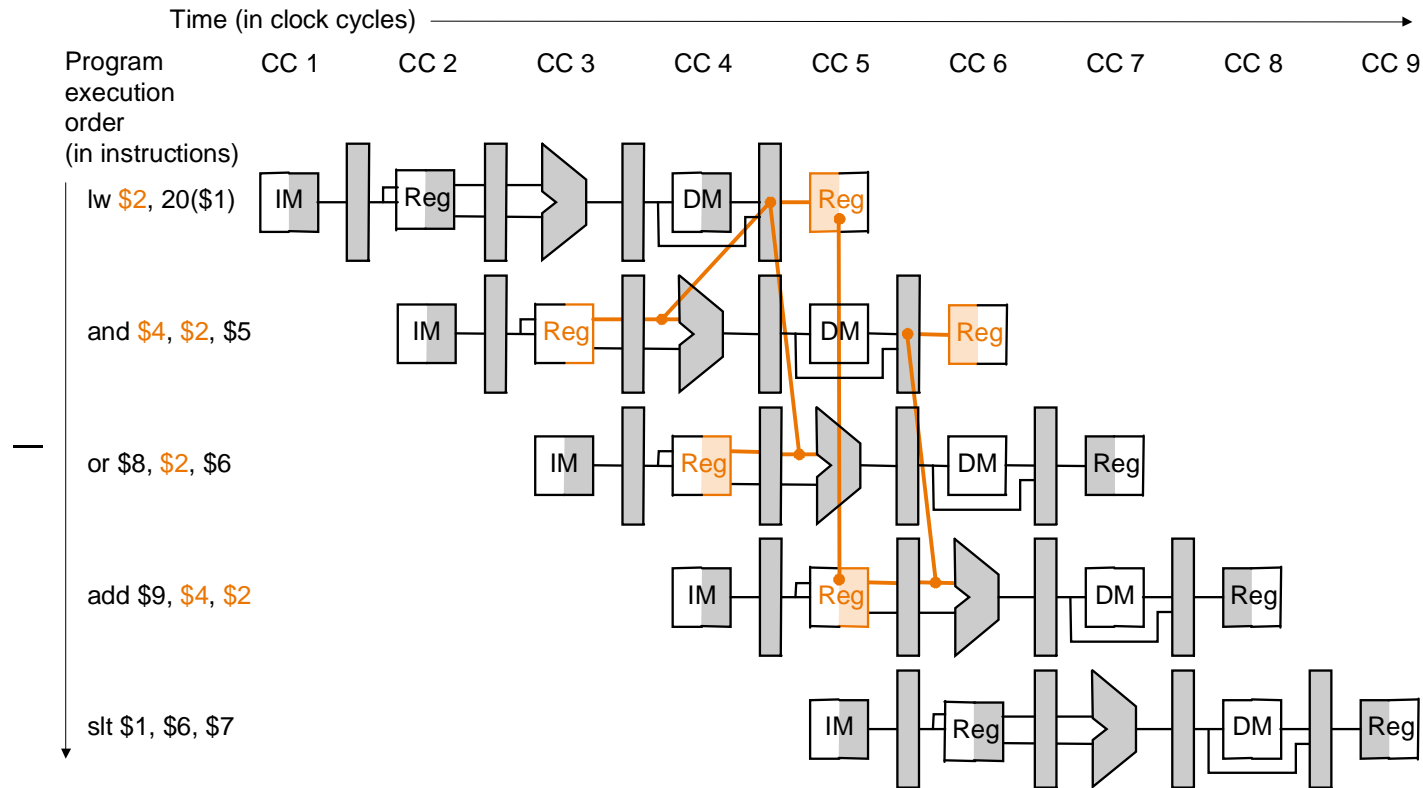 Time (in clock cycles)
Program
execution
order
(in instructions)
CC 1 CC 2 CC 3 CC 4 CC 5 CC 6 CC 7 CC 8 CC 9
lw $2, 20($1) IM Reg DM Reg
and $4, $2, $5 IM Reg DM Reg
or $8, $2, $6 IM Reg DM Reg
add $9, $4, $2 IM Reg DM Reg
slt $1, $6, $7 IM Reg DM Reg